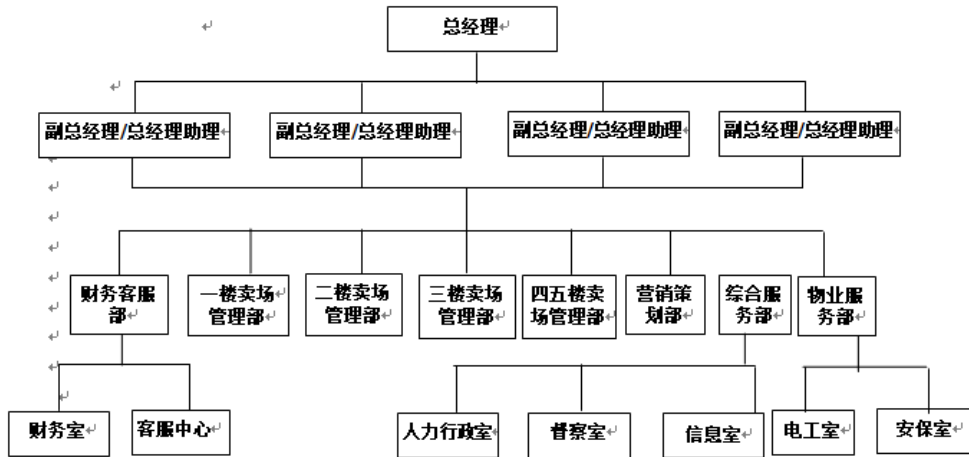 总经理
副总经理/总经理助理
副总经理/总经理助理
副总经理/总经理助理
副总经理/总经理助理
财务客服
部
一楼卖场
管理部
二楼卖场
管理部
三楼卖场
管理部
四五楼卖
场管理部
营销策
划部
综合服
务部
物业服
务部
财务室
客服中心
人力行政室
督察室
信息室
电工室
安保室